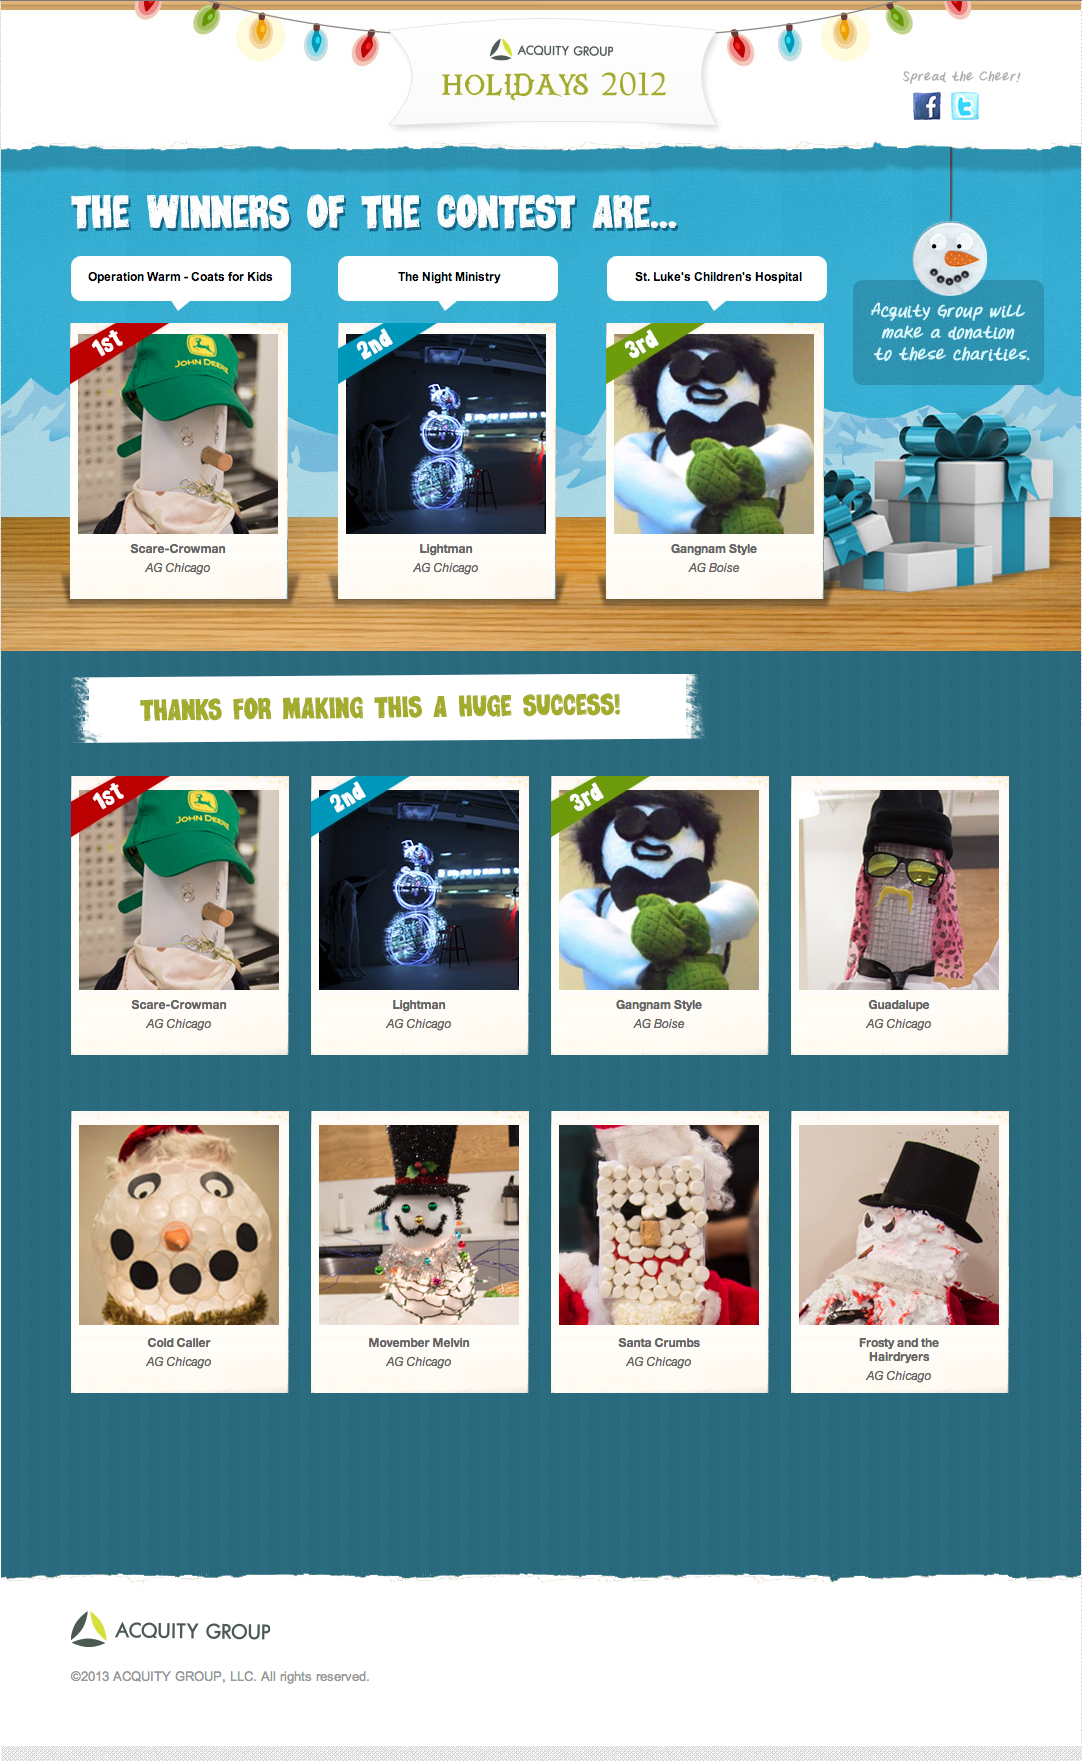 ACQUITY GROUP
HOLIDAYS 2012
Spread the Cheer!
f t
THE WINNERS OF THE CONTEST ARE...
Operation Warm - Coats for Kids
The Night Ministry
St. Luke's Children's Hospital
Acquity Group will
make a donation
to these charities.
1st
JOHN DEERE
2nd
3rd
Scare-Crowman
AG Chicago
Lightman
AG Chicago
Gangnam Style
AG Boise
THANKS FOR MAKING THIS A HUGE SUCCESS!
1st
JOHN DEERE
2nd
3rd
Scare-Crowman
AG Chicago
Lightman
AG Chicago
Gangnam Style
AG Boise
Guadalupe
AG Chicago
Cold Caller
AG Chicago
Movember Melvin
AG Chicago
Santa Crumbs
AG Chicago
Frosty and the
Hairdryers
AG Chicago
ACQUITY GROUP
©2013 ACQUITY GROUP, LLC. All rights reserved.